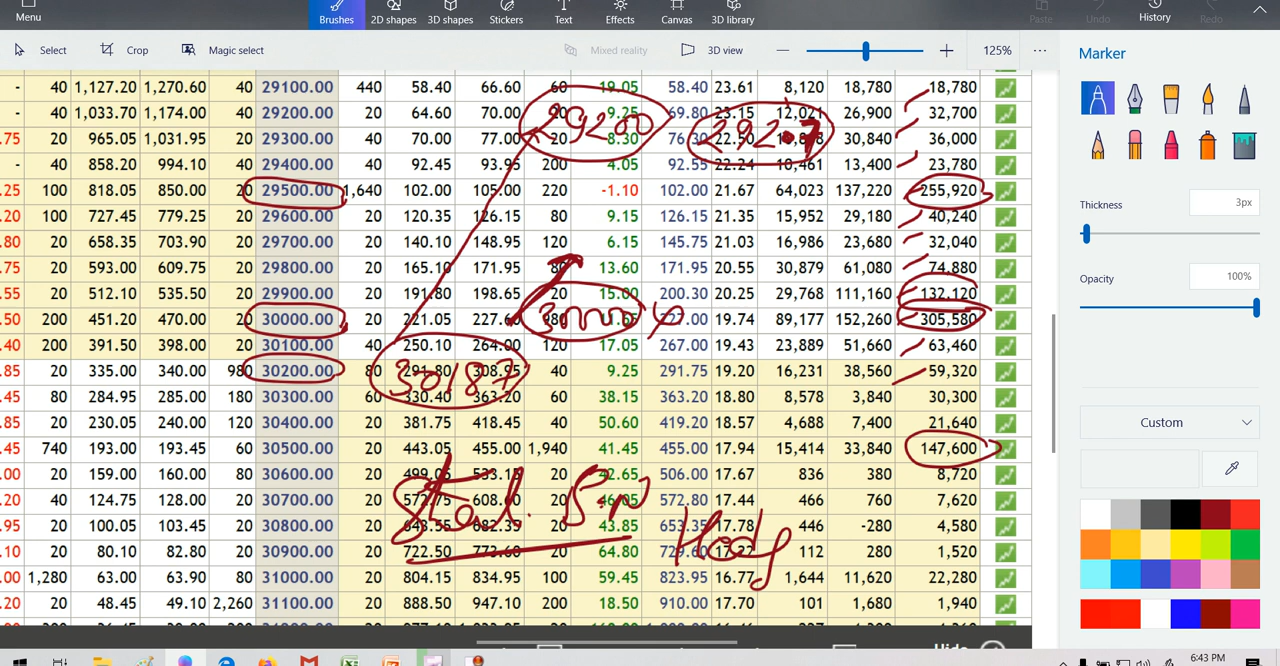 Menu
Brushes 2D shapes 3D shapes Stickers Text Effects Canvas 3D library Paste Undo History Redo
Select Crop Magic select Mixed reality 3D view 125%
Marker
Thickness 3px
Opacity 100%
Custom
- 40 1,127.20 1,270.60 40 29100.00 440 58.40 66.60 60 19.05 58.40 23.61 8,120 18,780 18,780
- 40 1,033.70 1,174.00 40 29200.00 20 64.60 70.00 20 9.25 69.80 23.15 12,021 26,900 32,700
.75 20 965.05 1,031.95 20 29300.00 40 70.00 77.00 20 8.30 30,840 36,000
- 40 858.20 994.10 40 29400.00 20 92.45 93.95 200 4.05 92.55 22.24 10,461 13,400 23,780
.25 100 818.05 850.00 20 29500.00 1,640 102.00 105.00 220 -1.10 102.00 21.67 64,023 137,220 255,920
.20 100 727.45 779.25 20 29600.00 20 120.35 126.15 80 9.15 126.15 21.35 15,952 29,180 40,240
.80 20 658.35 703.90 20 29700.00 20 140.10 148.95 120 6.15 145.75 21.03 16,986 23,680 32,040
.75 20 593.00 609.75 20 29800.00 20 165.10 171.95 80 13.60 171.95 20.55 30,879 61,080 74,880
.55 20 512.10 535.50 20 29900.00 20 191.80 198.65 20 15.00 200.30 20.25 29,768 111,160 132,120
.50 200 451.20 470.00 20 30000.00 20 221.05 227.60 980 19.74 89,177 152,260 305,580
.40 200 391.50 398.00 20 30100.00 40 250.10 264.00 120 17.05 267.00 19.43 23,889 51,660 63,460
.85 20 335.00 340.00 980 30200.00 80 291.80 308.95 40 9.25 291.75 19.20 16,231 38,560 59,320
.45 80 284.95 285.00 180 30300.00 60 330.40 363.20 60 38.15 363.20 18.80 8,578 3,840 30,300
.85 20 230.05 240.00 120 30400.00 20 381.75 418.45 40 50.60 419.20 18.57 4,688 7,400 21,640
.45 740 193.00 193.45 60 30500.00 20 443.05 455.00 1,940 41.45 455.00 17.94 15,414 33,840 147,600
.00 20 159.00 160.00 80 30600.00 20 499.05 533.15 20 42.65 506.00 17.67 836 380 8,720
.20 40 124.75 128.00 20 30700.00 20 20 46.05 572.80 17.44 466 760 7,620
.95 20 100.05 103.45 20 30800.00 20 643.55 682.35 20 43.85 653.35 17.78 446 -280 4,580
.10 20 80.10 82.80 20 30900.00 20 722.50 773.60 20 64.80 729.60 112 280 1,520
.00 1,280 63.00 63.90 80 31000.00 20 804.15 834.95 100 59.45 823.95 16.77 1,644 11,620 22,280
.20 20 48.45 49.10 2,260 31100.00 20 888.50 947.10 200 18.50 910.00 17.70 101 1,680 1,940
29200
29207
30187
6:43 PM